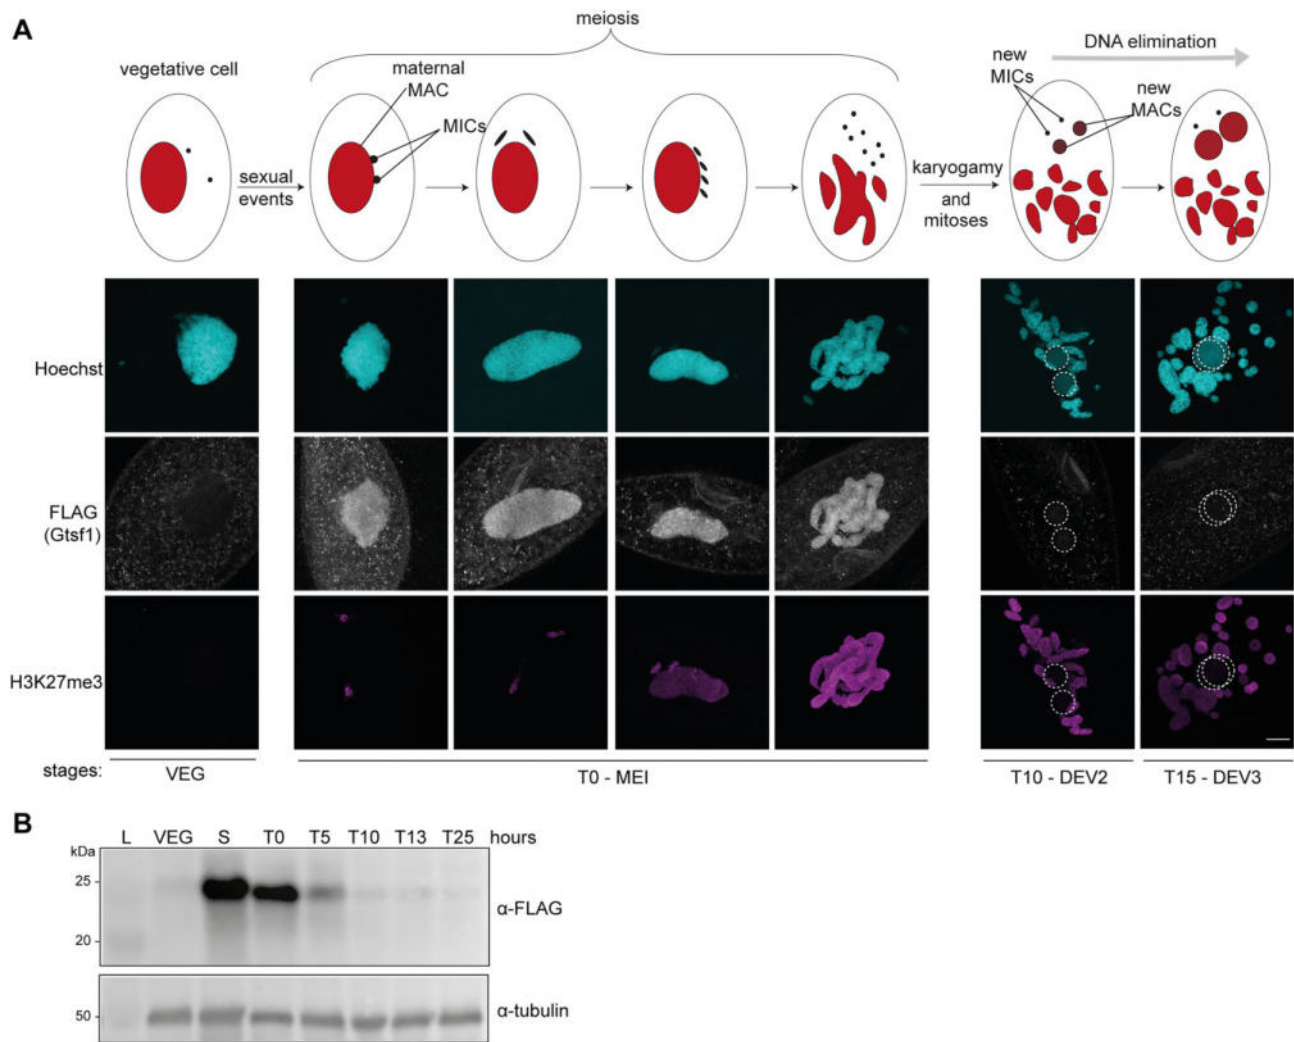 A
meiosis
DNA elimination
vegetative cell
maternal
MAC
MICs
new
MICs
new
MACs
sexual
events
karyogamy
and
mitoses
Hoechst
FLAG
(Gtsf1)
H3K27me3
stages:
VEG
T0 - MEI
T10 - DEV2
T15 - DEV3
B
L VEG S T0 T5 T10 T13 T25 hours
kDa
25
α-FLAG
20
50
α-tubulin